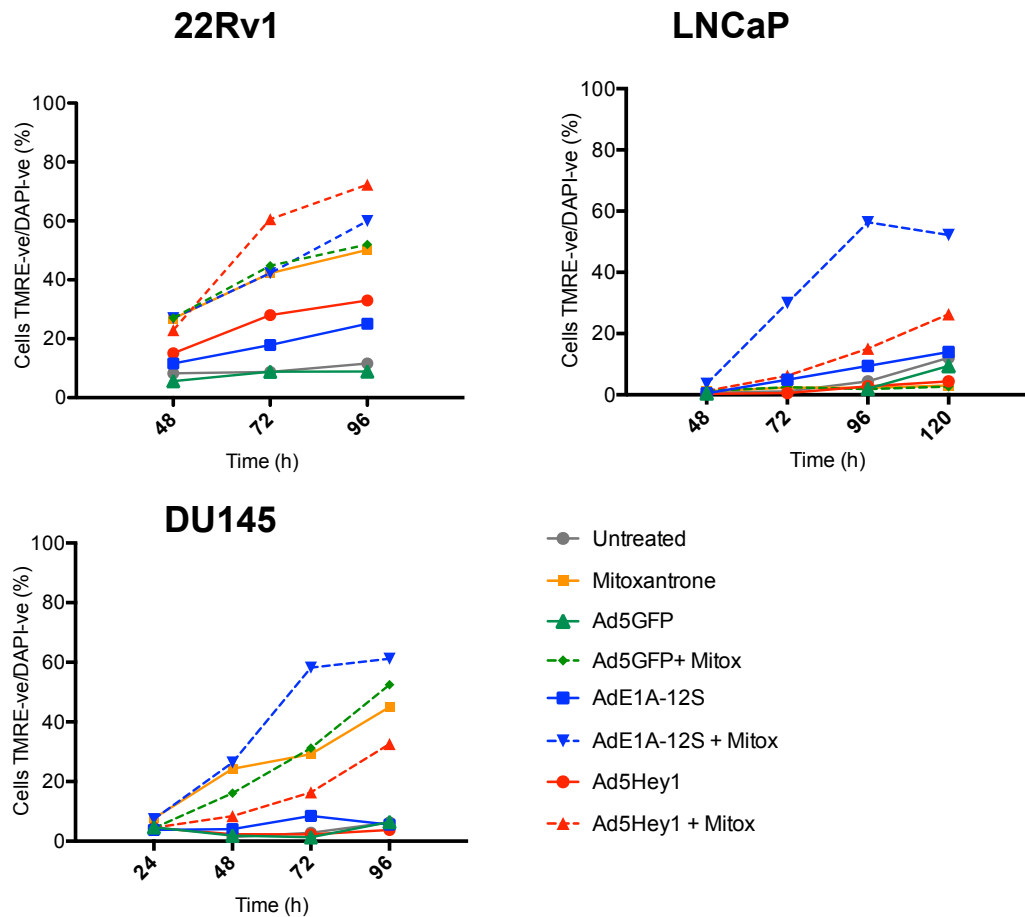 22Rv1
Cells TMRE-ve/DAPI-ve (%)
100
80
60
40
20
0
48
72
96
Time (h)
LNCaP
Cells TMRE-ve/DAPI-ve (%)
100
80
60
40
20
0
48
72
96
120
Time (h)
DU145
Cells TMRE-ve/DAPI-ve (%)
100
80
60
40
20
0
24
48
72
96
Time (h)
Untreated
Mitoxantrone
Ad5GFP
Ad5GFP+ Mitox
AdE1A-12S
AdE1A-12S + Mitox
Ad5Hey1
Ad5Hey1 + Mitox